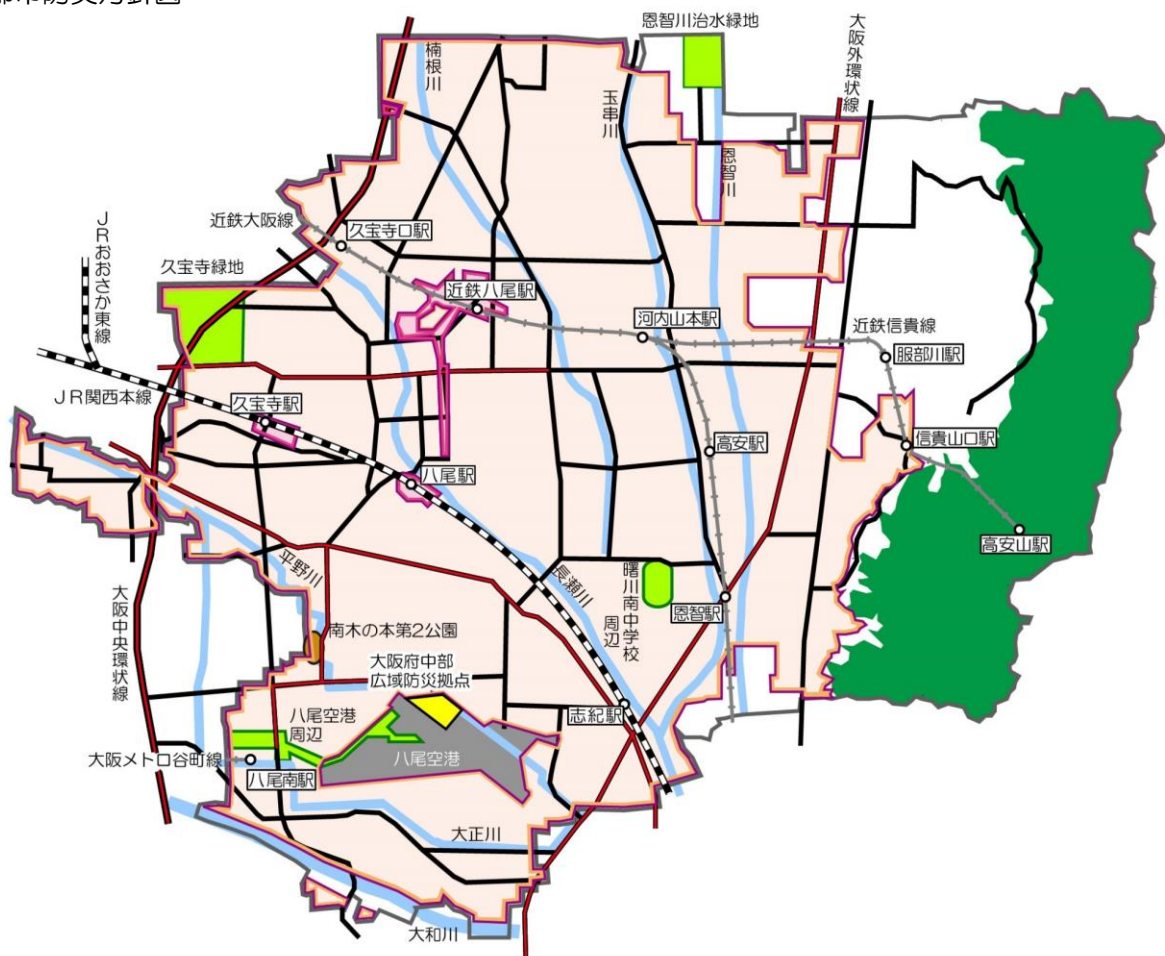 都市防災方針図
恩智川治水緑地
大阪外環状線
楠根川
玉串川
恩智川
近鉄大阪線
久宝寺口駅
JRおおさか東線
久宝寺緑地
近鉄八尾駅
河内山本駅
近鉄信貴線
服部川駅
JR関西本線
久宝寺駅
高安駅
信貴山口駅
八尾駅
高安山駅
平野川
長瀬川
曙川南中学校
周辺
恩智駅
大阪中央環状線
南木の本第2公園
大阪府中部
広域防災拠点
志紀駅
八尾空港
周辺
八尾空港
大阪メトロ谷町線
八尾南駅
大正川
大和川